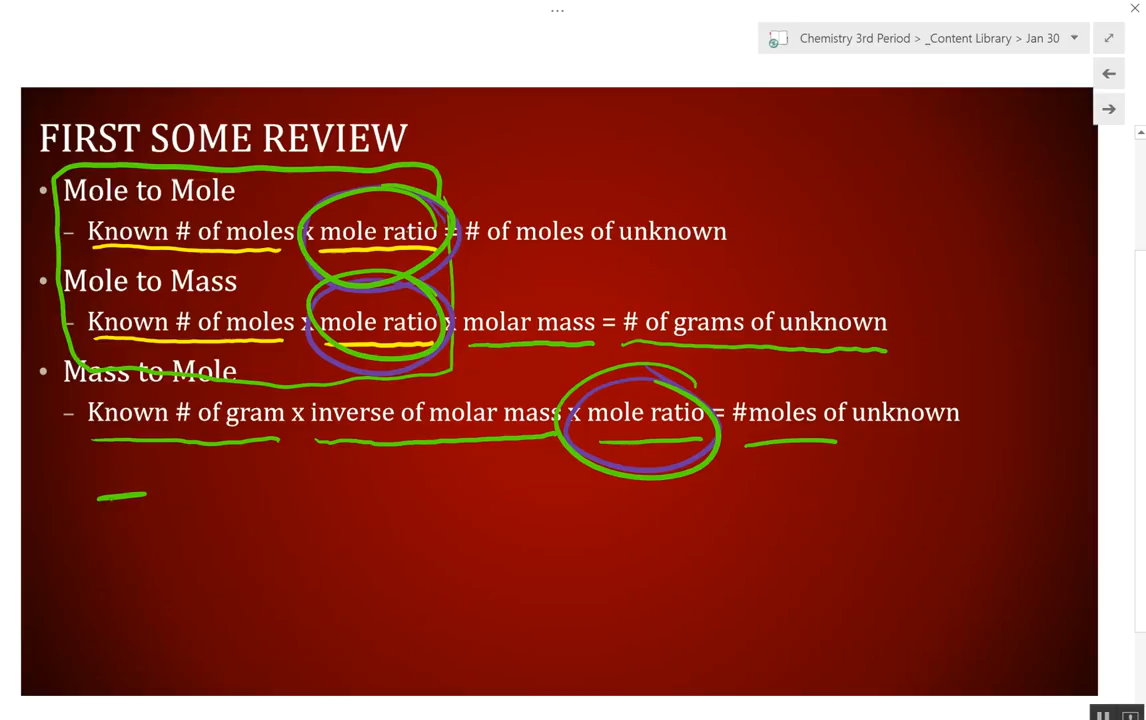 Chemistry 3rd Period > _Content Library > Jan 30
FIRST SOME REVIEW
• Mole to Mole
– Known # of moles x mole ratio = # of moles of unknown
• Mole to Mass
– Known # of moles x mole ratio x molar mass = # of grams of unknown
• Mass to Mole
– Known # of gram x inverse of molar mass x mole ratio = #moles of unknown